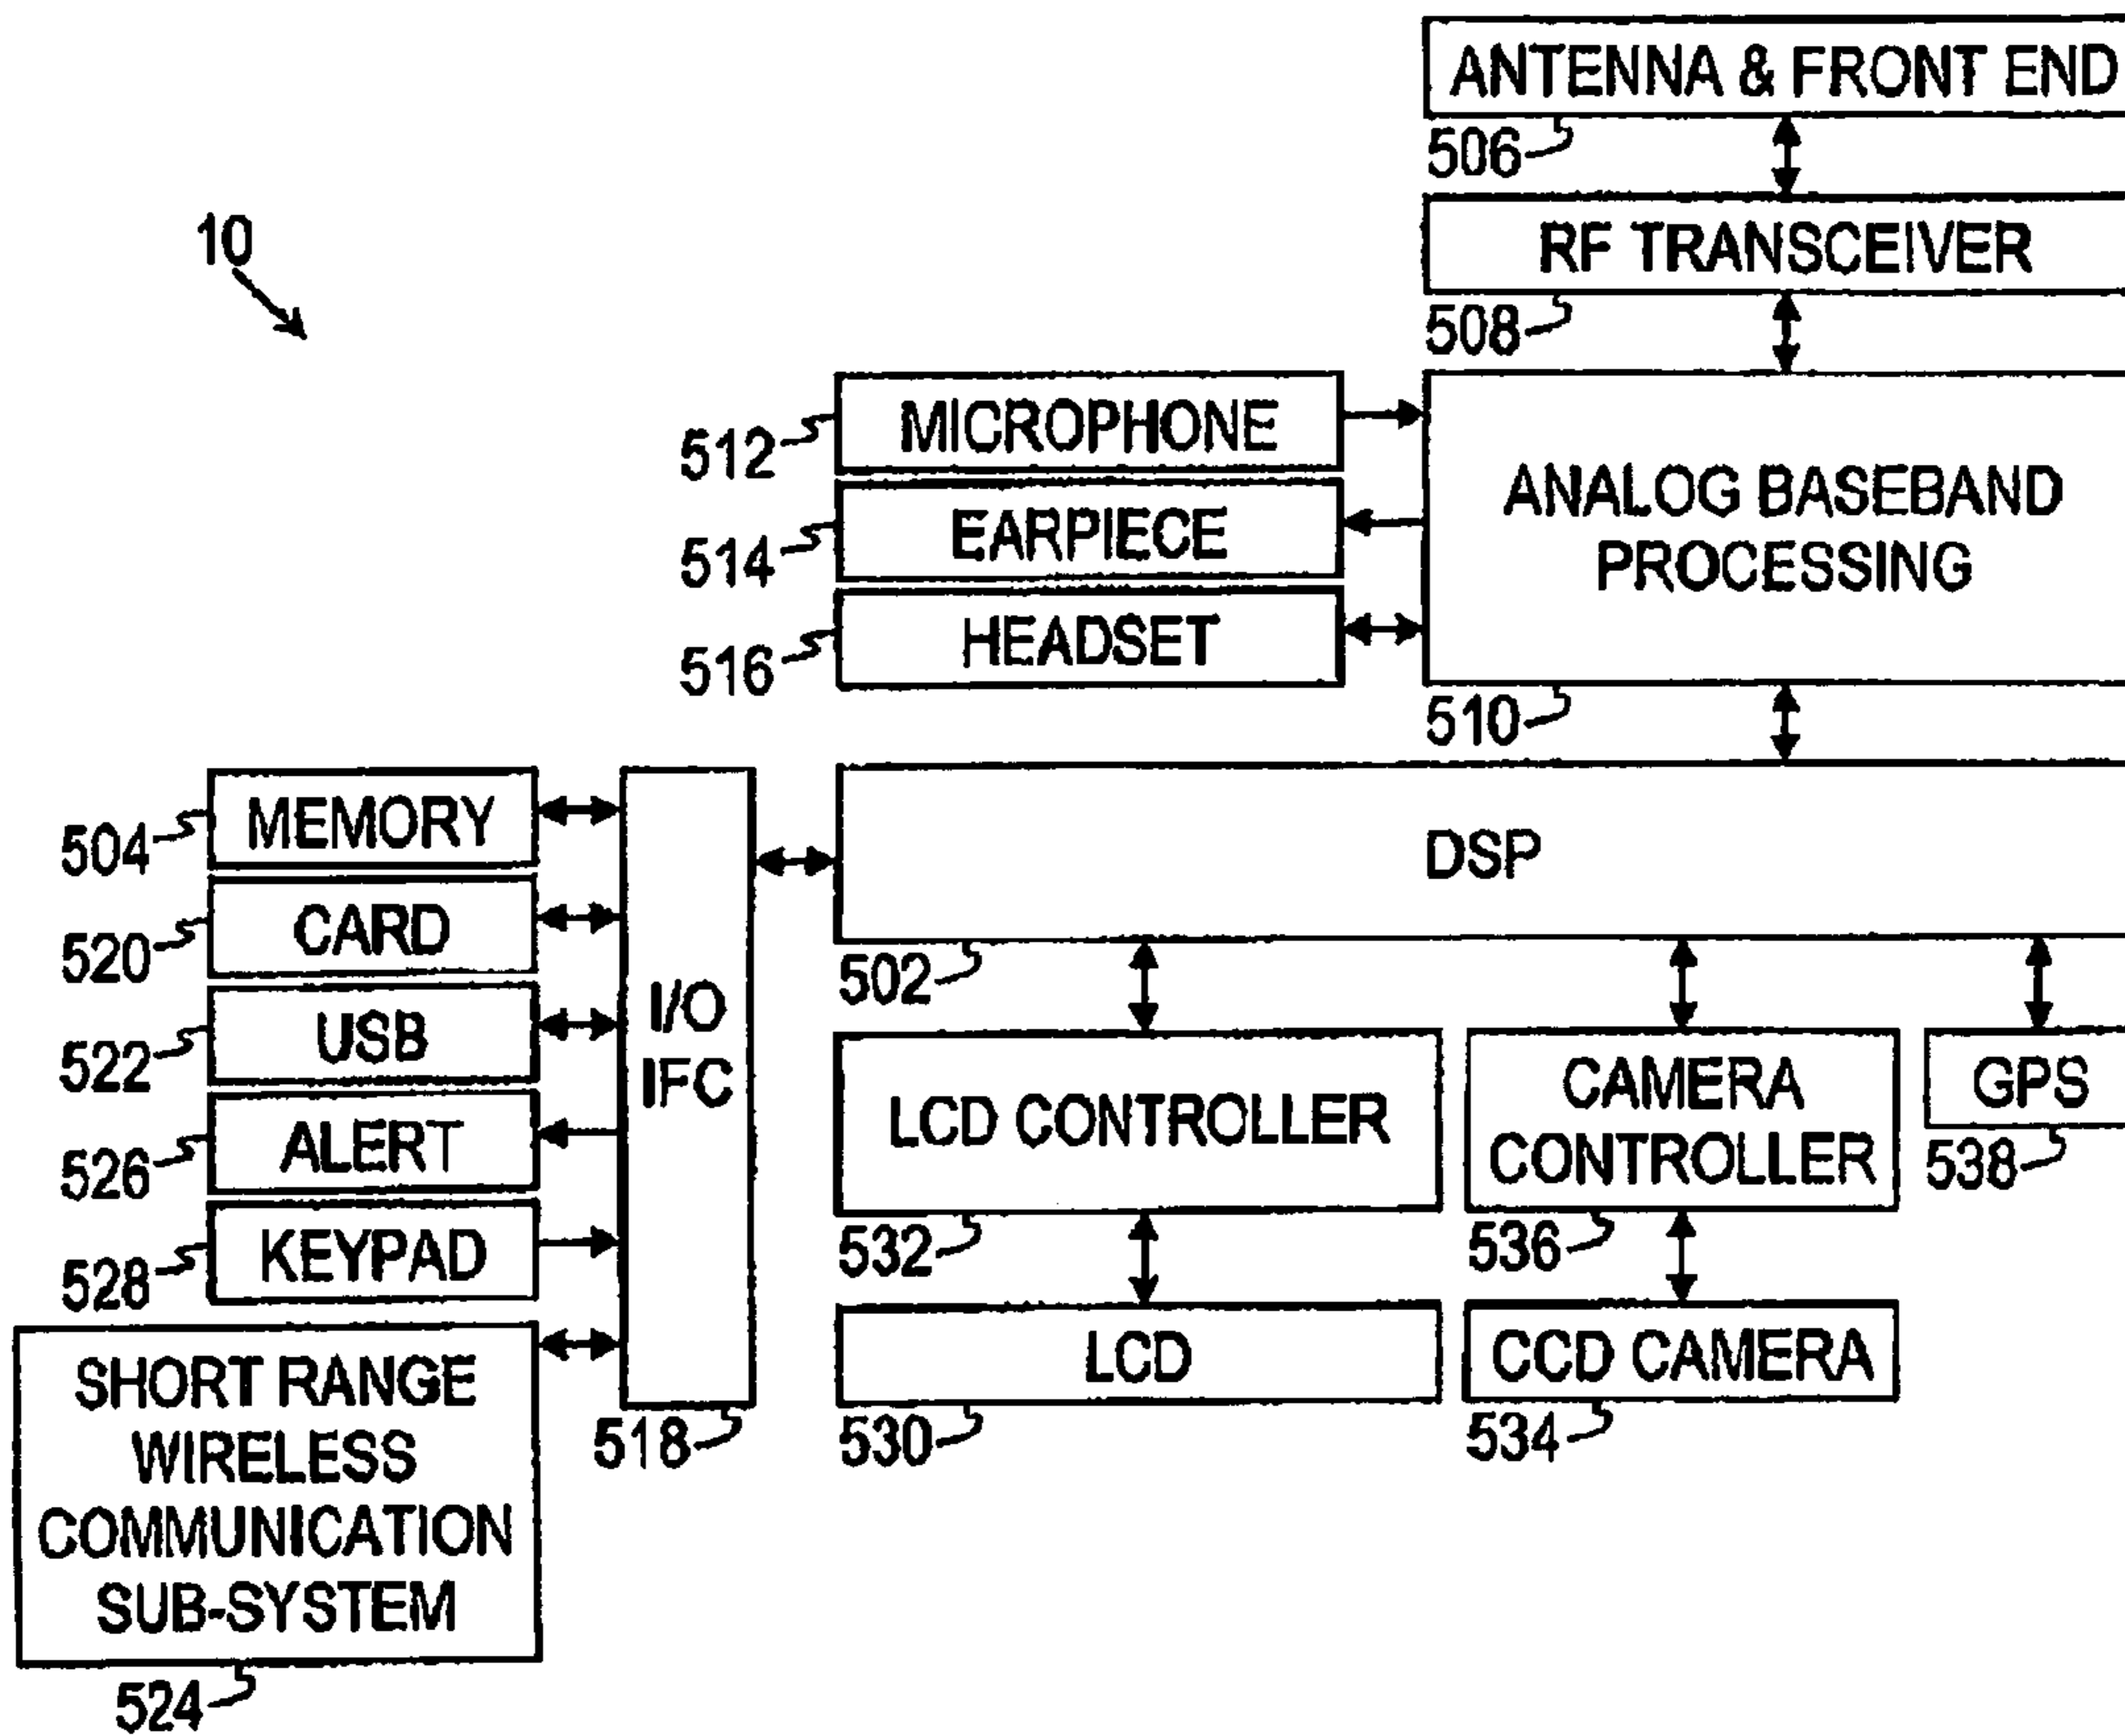 ANTENNA & FRONT END
506
RF TRANSCEIVER
508
10
MICROPHONE
512
EARPIECE
514
HEADSET
516
ANALOG BASEBAND
PROCESSING
510
MEMORY
504
CARD
520
USB
522
ALERT
526
KEYPAD
528
SHORT RANGE
WIRELESS
COMMUNICATION
SUB-SYSTEM
524
I/O
IFC
518
DSP
502
LCD CONTROLLER
532
LCD
530
CAMERA
CONTROLLER
536
CCD CAMERA
534
GPS
538